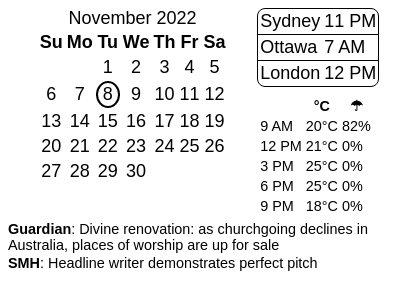 November 2022
Su Mo Tu We Th Fr Sa
1 2 3 4 5
6 7 8 9 10 11 12
13 14 15 16 17 18 19
20 21 22 23 24 25 26
27 28 29 30
Sydney 11 PM
Ottawa 7 AM
London 12 PM
°C ☂
9 AM 20°C 82%
12 PM 21°C 0%
3 PM 25°C 0%
6 PM 25°C 0%
9 PM 18°C 0%
Guardian: Divine renovation: as churchgoing declines in
Australia, places of worship are up for sale
SMH: Headline writer demonstrates perfect pitch